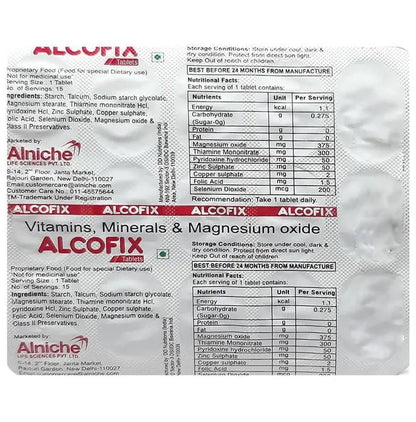 ALCOFIX
Tablets
Proprietary Food (Food for special Dietary use)
"Not for medicinal use"
Serving Size : 1 Tablet
No. of Servings: 15
Ingredients: Starch, Talcum, Sodium starch glycolate,
Magnesium stearate, Thiamine mononitrate Hcl,
Pyridoxine Hcl, Zinc Sulphate, Copper sulphate,
Folic Acid, Selenium Dioxide, Magnesium oxide &
Class II Preservatives
Marketed by :
Alniche
LIFE SCIENCES PVT. LTD.
S-14, 2nd Floor, Janta Market,
Rajouri Garden, New Delhi-110027
Email:customercare@alniche.com
Customer Care No.: 011-45575644
TM-Trademark Under Registration
Storage Conditions: Store under cool, dark &
dry condition. Protect from direct sun light.
Keep Out of reach of children.
BEST BEFORE 24 MONTHS FROM MANUFACTURE
Nutritional Facts:
Each serving of 1 tablet contains:
Nutrients Unit Per Serving
Energy kcal 1.1
Carbohydrate g 0.275
(Sugar-0g)
Protein g 0
Fat g 0
Magnesium oxide mg 375
Thiamine Mononitrate mg 300
Pyridoxine hydrochloride mg 50
Zinc Sulphate mg 50
Copper Sulphate mg 2
Folic Acid mg 1.5
Selenium Dioxide mcg 200
Recommendation: Take 1 tablet daily.
ALCOFIX ALCOFIX ALCOFIX ALCOFIX
Vitamins, Minerals & Magnesium oxide
ALCOFIX
Tablets
Proprietary Food (Food for special Dietary use)
"Not for medicinal use"
Serving Size : 1 Tablet
No. of Servings: 15
Ingredients: Starch, Talcum, Sodium starch glycolate,
Magnesium stearate, Thiamine mononitrate Hcl,
Pyridoxine Hcl, Zinc Sulphate, Copper sulphate,
Folic Acid, Selenium Dioxide, Magnesium oxide &
Class II Preservatives
Marketed by:
Alniche
LIFE SCIENCES PVT. LTD.
S-14, 2nd Floor, Janta Market,
Rajouri Garden, New Delhi-110027
Storage Conditions: Store under cool, dark &
dry condition. Protect from direct sun light.
Keep Out of reach of children.
BEST BEFORE 24 MONTHS FROM MANUFACTURE
Nutritional Facts:
Each serving of 1 tablet contains:
Nutrients Unit Per Serving
Energy kcal 1.1
Carbohydrate g 0.275
(Sugar-0g)
Protein g 0
Fat g 0
Magnesium oxide mg 375
Thiamine Mononitrate mg 300
Pyridoxine hydrochloride mg 50
Zinc Sulphate mg 50
Copper Sulphate mg 2
Folic Acid mg 1.5